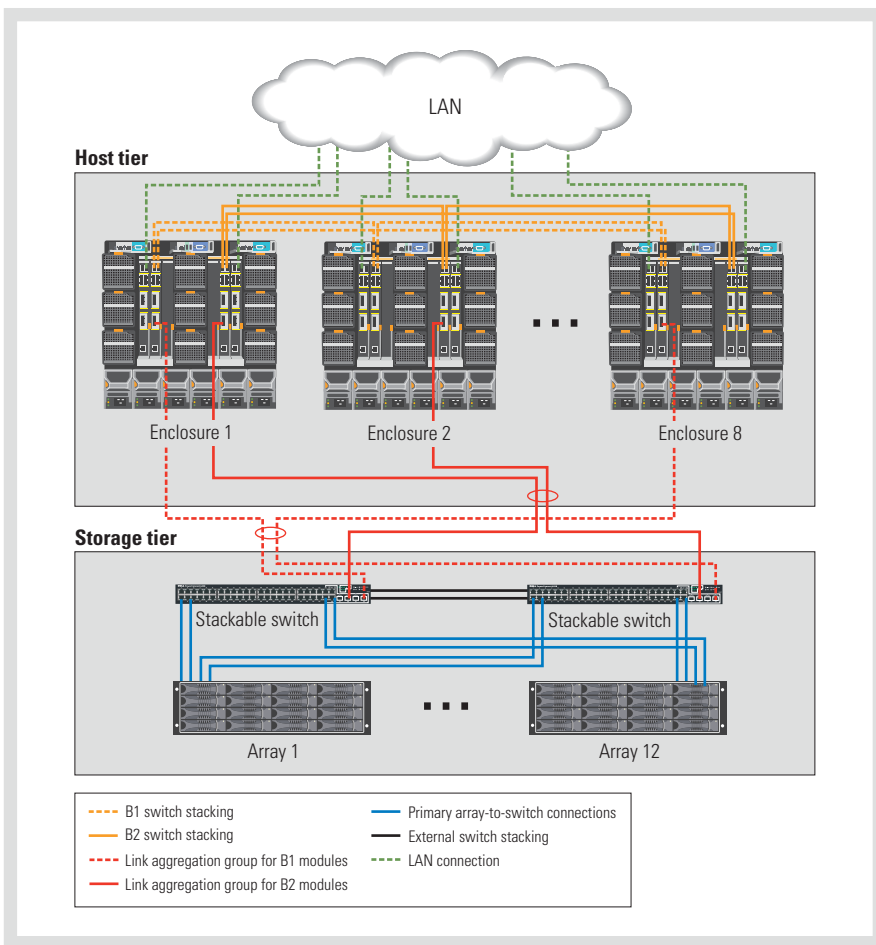 LAN
Host tier
Enclosure 1
Enclosure 2
Enclosure 8
Storage tier
Stackable switch
Stackable switch
Array 1
Array 12
B1 switch stacking
B2 switch stacking
Link aggregation group for B1 modules
Link aggregation group for B2 modules
Primary array-to-switch connections
External switch stacking
LAN connection